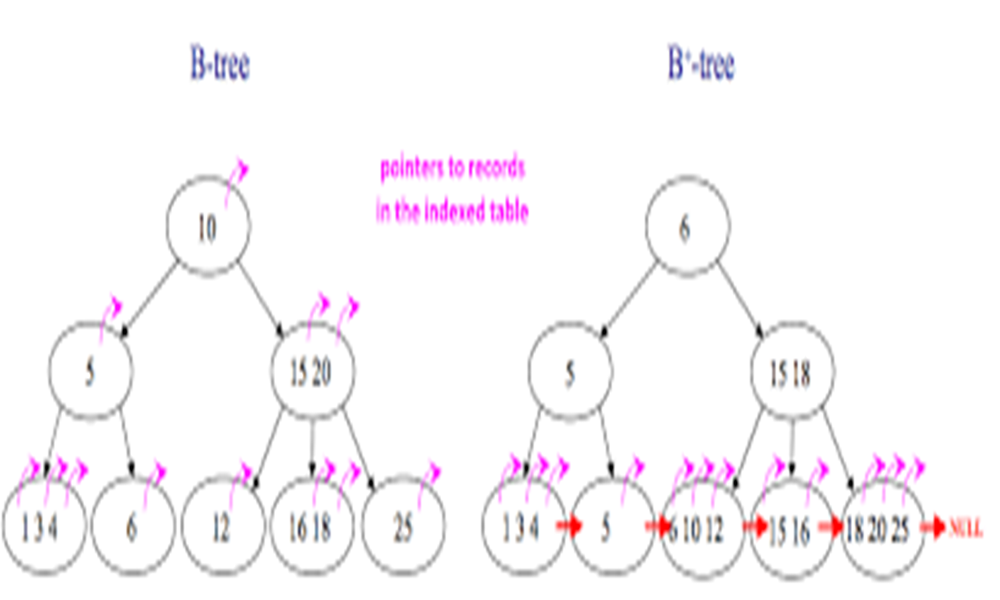 B-tree
B+-tree
pointers to records
in the indexed table
10
6
5
15 20
5
15 18
1 3 4
6
12
16 18
25
1 3 4
5
6 10 12
15 16
18 20 25
NULL